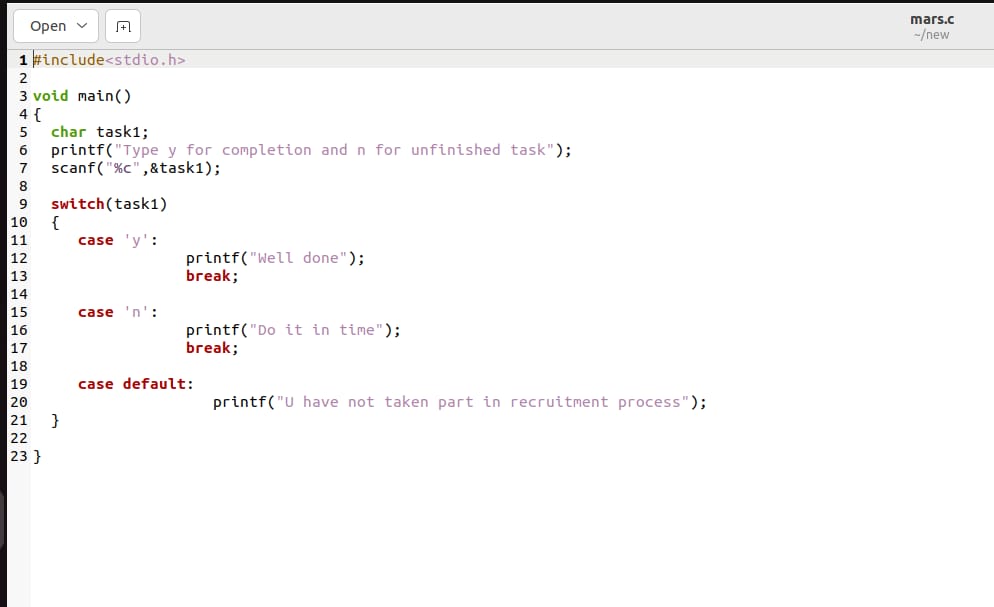 Open
mars.c
~/new
1 #include<stdio.h>
2
3 void main()
4 {
5   char task1;
6   printf("Type y for completion and n for unfinished task");
7   scanf("%c",&task1);
8
9   switch(task1)
10   {
11      case 'y':
12                  printf("Well done");
13                  break;
14
15      case 'n':
16                  printf("Do it in time");
17                  break;
18
19      case default:
20                     printf("U have not taken part in recruitment process");
21   }
22
23 }